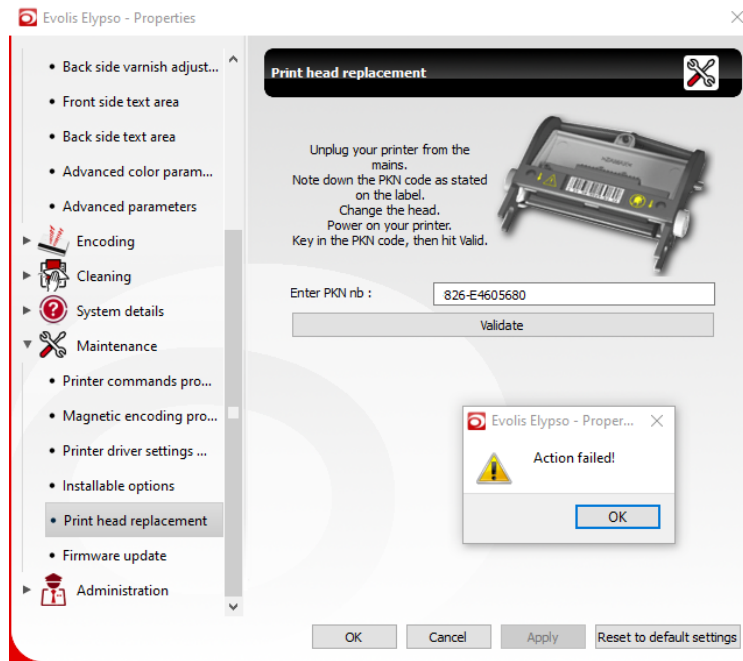 Evolis Elypso - Properties
Back side varnish adjust...
Front side text area
Back side text area
Advanced color param...
Advanced parameters
Encoding
Cleaning
System details
Maintenance
Printer commands pro...
Magnetic encoding pro...
Printer driver settings ...
Installable options
Print head replacement
Firmware update
Administration
Print head replacement
Unplug your printer from the
mains.
Note down the PKN code as stated
on the label.
Change the head.
Power on your printer.
Key in the PKN code, then hit Valid.
Enter PKN nb :
826-E4605680
Validate
Evolis Elypso - Proper...
Action failed!
OK
OK
Cancel
Apply
Reset to default settings